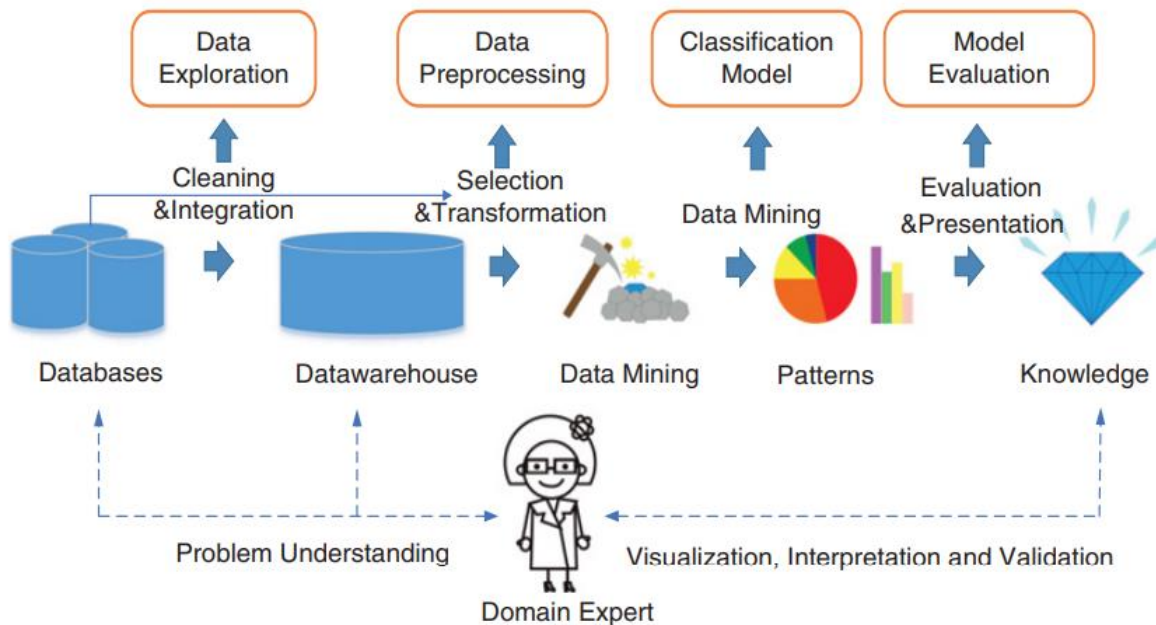 Data
Exploration
Data
Preprocessing
Classification
Model
Model
Evaluation
Cleaning
&Integration
Selection
&Transformation
Data Mining
Evaluation
&Presentation
Databases
Datawarehouse
Data Mining
Patterns
Knowledge
Problem Understanding
Visualization, Interpretation and Validation
Domain Expert